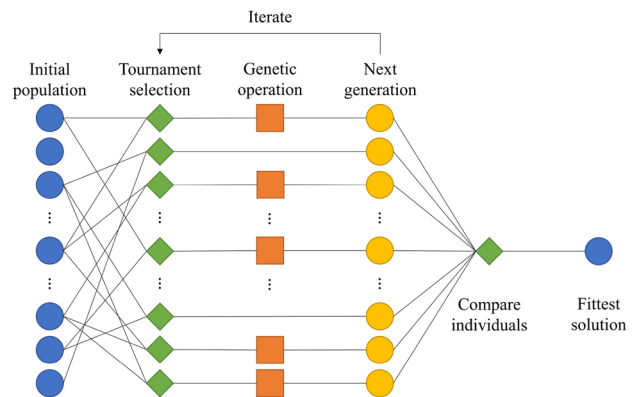 Iterate
Initial
population
Tournament
selection
Genetic
operation
Next
generation
Compare
individuals
Fittest
solution